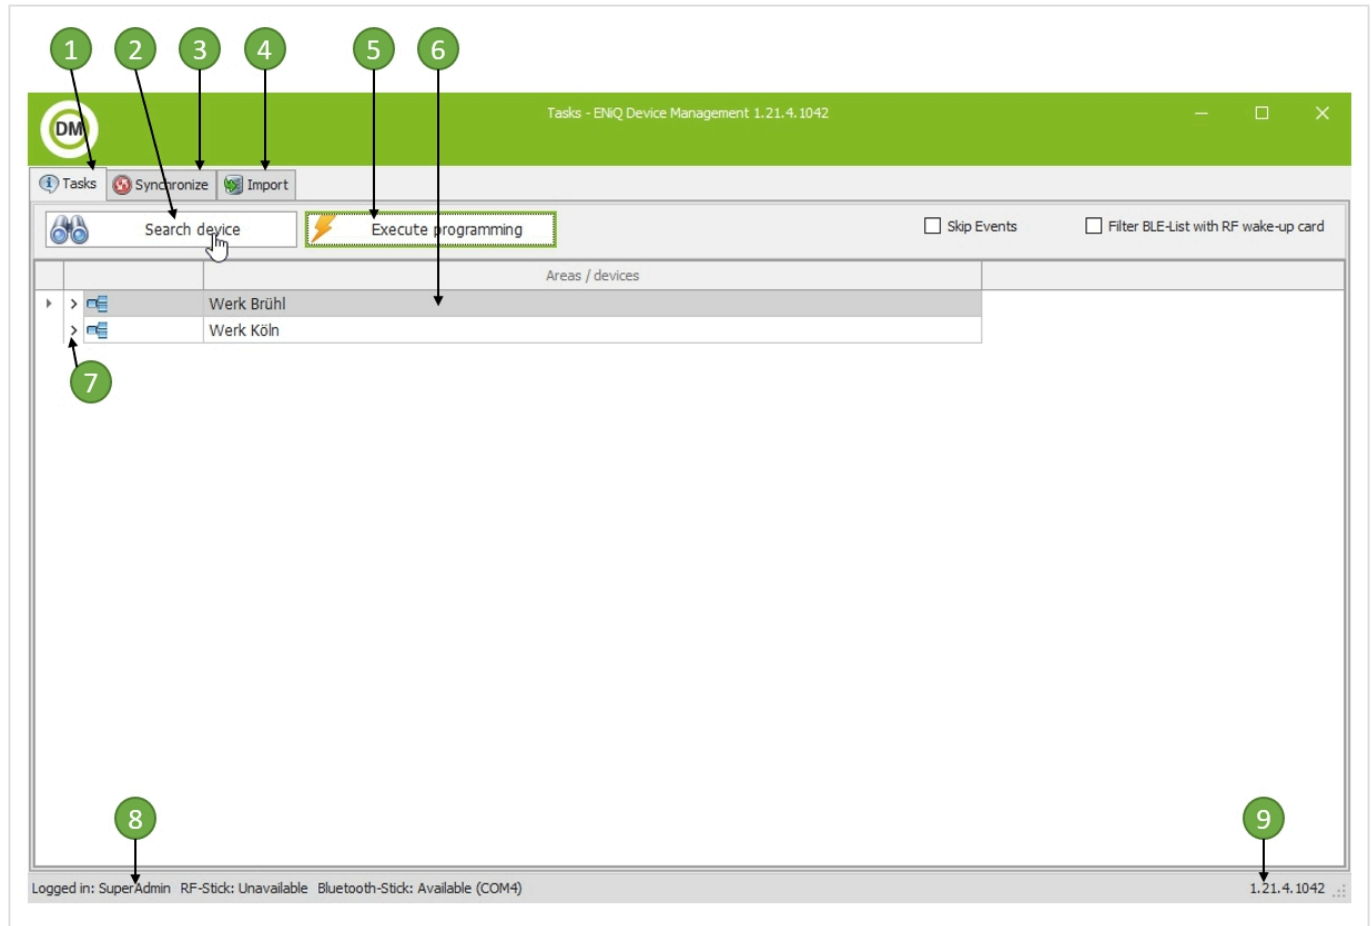 1 2 3 4 5 6
DM Tasks - ENiQ Device Management 1.21.4.1042
Tasks Synchronize Import
Search device Execute programming Skip Events Filter BLE-List with RF wake-up card
Areas / devices
Werk Brühl
Werk Köln
7
8 9
Logged in: SuperAdmin RF-Stick: Unavailable Bluetooth-Stick: Available (COM4) 1.21.4.1042